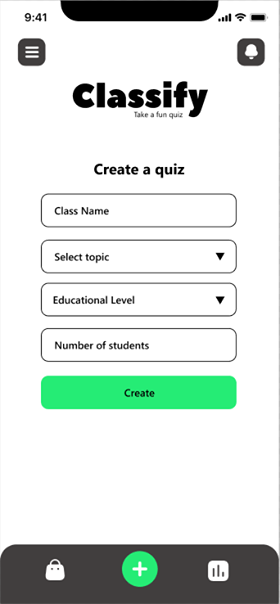 9:41
Classify
Take a fun quiz
Create a quiz
Class Name
Select topic
Educational Level
Number of students
Create